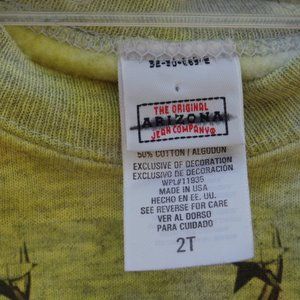 THE ORIGINAL
ARIZONA
JEAN COMPANY®
50% COTTON / ALGODON
EXCLUSIVE OF DECORATION
EXCLUSIVO DE DECORACIÓN
WPL#11935
MADE IN USA
HECHO EN EE. UU.
SEE REVERSE FOR CARE
VER AL DORSO
PARA CUIDADO
2T